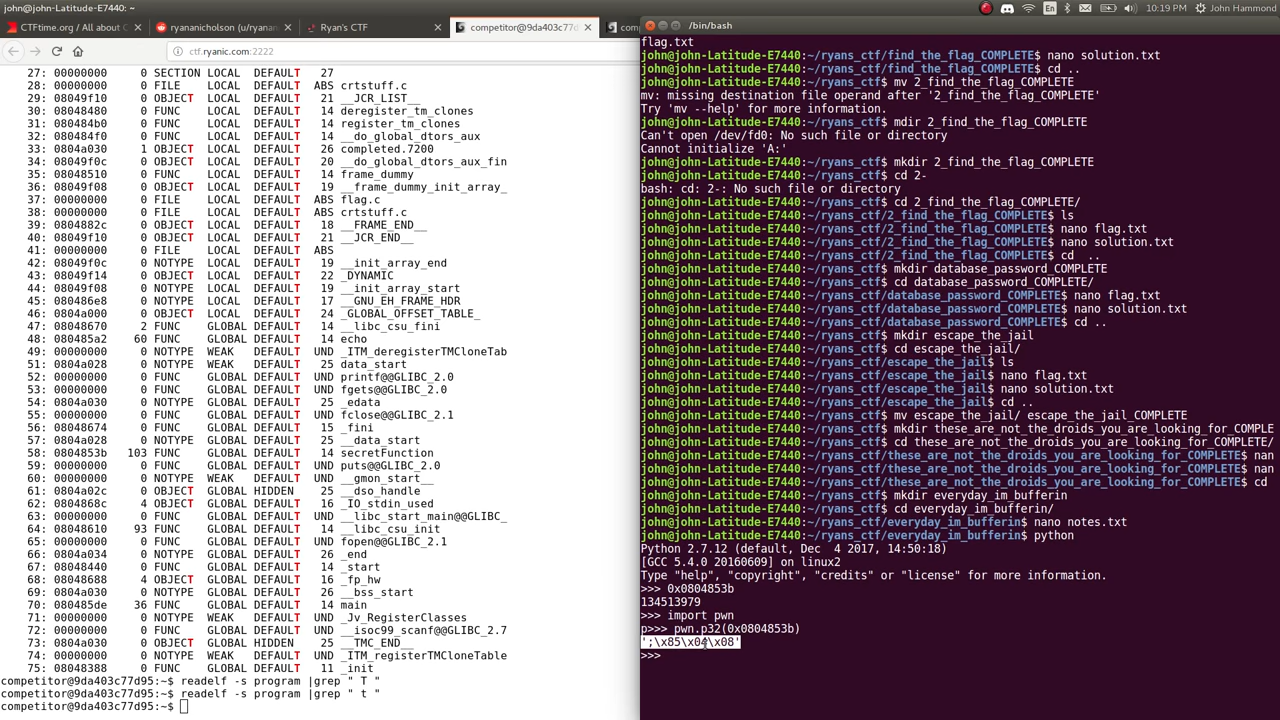 john@john-Latitude-E7440: ~
10:19 PM
John Hammond
CTFtime.org / All about C
ryananicholson (u/ryanan
Ryan's CTF
competitor@9da403c77d95:~
ctf.ryanic.com:2222
27: 00000000 0 SECTION LOCAL DEFAULT 27
28: 00000000 0 FILE LOCAL DEFAULT ABS crtstuff.c
29: 08049f10 0 OBJECT LOCAL DEFAULT 21 __JCR_LIST__
30: 08048480 0 FUNC LOCAL DEFAULT 14 deregister_tm_clones
31: 080484b0 0 FUNC LOCAL DEFAULT 14 register_tm_clones
32: 080484f0 0 FUNC LOCAL DEFAULT 14 __do_global_dtors_aux
33: 0804a030 1 OBJECT LOCAL DEFAULT 26 completed.7200
34: 08049f0c 0 OBJECT LOCAL DEFAULT 20 __do_global_dtors_aux_fin
35: 08048510 0 FUNC LOCAL DEFAULT 14 frame_dummy
36: 08049f08 0 OBJECT LOCAL DEFAULT 19 __frame_dummy_init_array_
37: 00000000 0 FILE LOCAL DEFAULT ABS flag.c
38: 00000000 0 FILE LOCAL DEFAULT ABS crtstuff.c
39: 0804882c 0 OBJECT LOCAL DEFAULT 18 __FRAME_END__
40: 08049f10 0 OBJECT LOCAL DEFAULT 21 __JCR_END__
41: 00000000 0 FILE LOCAL DEFAULT ABS
42: 08049f0c 0 NOTYPE LOCAL DEFAULT 19 __init_array_end
43: 08049f14 0 OBJECT LOCAL DEFAULT 22 _DYNAMIC
44: 08049f08 0 NOTYPE LOCAL DEFAULT 19 __init_array_start
45: 080486e8 0 NOTYPE LOCAL DEFAULT 17 __GNU_EH_FRAME_HDR
46: 0804a000 0 OBJECT LOCAL DEFAULT 24 _GLOBAL_OFFSET_TABLE_
47: 08048670 2 FUNC GLOBAL DEFAULT 14 __libc_csu_fini
48: 080485a2 60 FUNC GLOBAL DEFAULT 14 echo
49: 00000000 0 NOTYPE WEAK DEFAULT UND _ITM_deregisterTMCloneTab
51: 0804a028 0 NOTYPE WEAK DEFAULT 25 data_start
52: 00000000 0 FUNC GLOBAL DEFAULT UND printf@@GLIBC_2.0
53: 00000000 0 FUNC GLOBAL DEFAULT UND fgets@@GLIBC_2.0
54: 0804a030 0 NOTYPE GLOBAL DEFAULT 25 _edata
55: 00000000 0 FUNC GLOBAL DEFAULT UND fclose@@GLIBC_2.1
56: 08048674 0 FUNC GLOBAL DEFAULT 15 _fini
57: 0804a028 0 NOTYPE GLOBAL DEFAULT 25 __data_start
58: 0804853b 103 FUNC GLOBAL DEFAULT 14 secretFunction
59: 00000000 0 FUNC GLOBAL DEFAULT UND puts@@GLIBC_2.0
60: 00000000 0 NOTYPE WEAK DEFAULT UND __gmon_start__
61: 0804a02c 0 OBJECT GLOBAL HIDDEN 25 __dso_handle
62: 0804868c 4 OBJECT GLOBAL DEFAULT 16 _IO_stdin_used
63: 00000000 0 FUNC GLOBAL DEFAULT UND __libc_start_main@@GLIBC_
64: 08048610 93 FUNC GLOBAL DEFAULT 14 __libc_csu_init
65: 00000000 0 FUNC GLOBAL DEFAULT UND fopen@@GLIBC_2.1
66: 0804a034 0 NOTYPE GLOBAL DEFAULT 26 _end
67: 08048440 0 FUNC GLOBAL DEFAULT 14 _start
68: 08048688 4 OBJECT GLOBAL DEFAULT 16 _fp_hw
69: 0804a030 0 NOTYPE GLOBAL DEFAULT 26 __bss_start
70: 080485de 36 FUNC GLOBAL DEFAULT 14 main
71: 00000000 0 NOTYPE WEAK DEFAULT UND _Jv_RegisterClasses
72: 00000000 0 FUNC GLOBAL DEFAULT UND __isoc99_scanf@@GLIBC_2.7
73: 0804a030 0 OBJECT GLOBAL HIDDEN 25 __TMC_END__
74: 00000000 0 NOTYPE WEAK DEFAULT UND _ITM_registerTMCloneTable
75: 08048388 0 FUNC GLOBAL DEFAULT 11 _init
competitor@9da403c77d95:~$ readelf -s program |grep " T "
competitor@9da403c77d95:~$ readelf -s program |grep " t "
competitor@9da403c77d95:~$
/bin/bash
flag.txt
john@john-Latitude-E7440:~/ryans_ctf/find_the_flag_COMPLETE$ nano solution.txt
john@john-Latitude-E7440:~/ryans_ctf/find_the_flag_COMPLETE$ cd ..
john@john-Latitude-E7440:~/ryans_ctf$ mv 2_find_the_flag_COMPLETE
mv: missing destination file operand after '2_find_the_flag_COMPLETE'
Try 'mv --help' for more information.
john@john-Latitude-E7440:~/ryans_ctf$ mdir 2_find_the_flag_COMPLETE
Can't open /dev/fd0: No such file or directory
Cannot initialize 'A:'
john@john-Latitude-E7440:~/ryans_ctf$ mkdir 2_find_the_flag_COMPLETE
john@john-Latitude-E7440:~/ryans_ctf$ cd 2-
bash: cd: 2-: No such file or directory
john@john-Latitude-E7440:~/ryans_ctf$ cd 2_find_the_flag_COMPLETE/
john@john-Latitude-E7440:~/ryans_ctf/2_find_the_flag_COMPLETE$ ls
john@john-Latitude-E7440:~/ryans_ctf/2_find_the_flag_COMPLETE$ nano flag.txt
john@john-Latitude-E7440:~/ryans_ctf/2_find_the_flag_COMPLETE$ nano solution.txt
john@john-Latitude-E7440:~/ryans_ctf/2_find_the_flag_COMPLETE$ cd  ..
john@john-Latitude-E7440:~/ryans_ctf$ mkdir database_password_COMPLETE
john@john-Latitude-E7440:~/ryans_ctf$ cd database_password_COMPLETE/
john@john-Latitude-E7440:~/ryans_ctf/database_password_COMPLETE$ nano flag.txt
john@john-Latitude-E7440:~/ryans_ctf/database_password_COMPLETE$ nano solution.txt
john@john-Latitude-E7440:~/ryans_ctf/database_password_COMPLETE$ cd ..
john@john-Latitude-E7440:~/ryans_ctf$ mkdir escape_the_jail
john@john-Latitude-E7440:~/ryans_ctf$ cd escape_the_jail/
john@john-Latitude-E7440:~/ryans_ctf/escape_the_jail$ ls
john@john-Latitude-E7440:~/ryans_ctf/escape_the_jail$ nano flag.txt
john@john-Latitude-E7440:~/ryans_ctf/escape_the_jail$ nano solution.txt
john@john-Latitude-E7440:~/ryans_ctf/escape_the_jail$ cd ..
john@john-Latitude-E7440:~/ryans_ctf$ mv escape_the_jail/ escape_the_jail_COMPLETE
john@john-Latitude-E7440:~/ryans_ctf$ mkdir these_are_not_the_droids_you_are_looking_for_COMPLE
john@john-Latitude-E7440:~/ryans_ctf$ cd these_are_not_the_droids_you_are_looking_for_COMPLETE/
john@john-Latitude-E7440:~/ryans_ctf/these_are_not_the_droids_you_are_looking_for_COMPLETE$ nan
john@john-Latitude-E7440:~/ryans_ctf/these_are_not_the_droids_you_are_looking_for_COMPLETE$ nan
john@john-Latitude-E7440:~/ryans_ctf/these_are_not_the_droids_you_are_looking_for_COMPLETE$ cd
john@john-Latitude-E7440:~/ryans_ctf$ mkdir everyday_im_bufferin
john@john-Latitude-E7440:~/ryans_ctf$ cd everyday_im_bufferin/
john@john-Latitude-E7440:~/ryans_ctf/everyday_im_bufferin$ nano notes.txt
john@john-Latitude-E7440:~/ryans_ctf/everyday_im_bufferin$ python
Python 2.7.12 (default, Dec  4 2017, 14:50:18)
[GCC 5.4.0 20160609] on linux2
Type "help", "copyright", "credits" or "license" for more information.
>>> 0x0804853b
134513979
>>> import pwn
p>>> pwn.p32(0x0804853b)
';\x85\x04\x08'
>>>